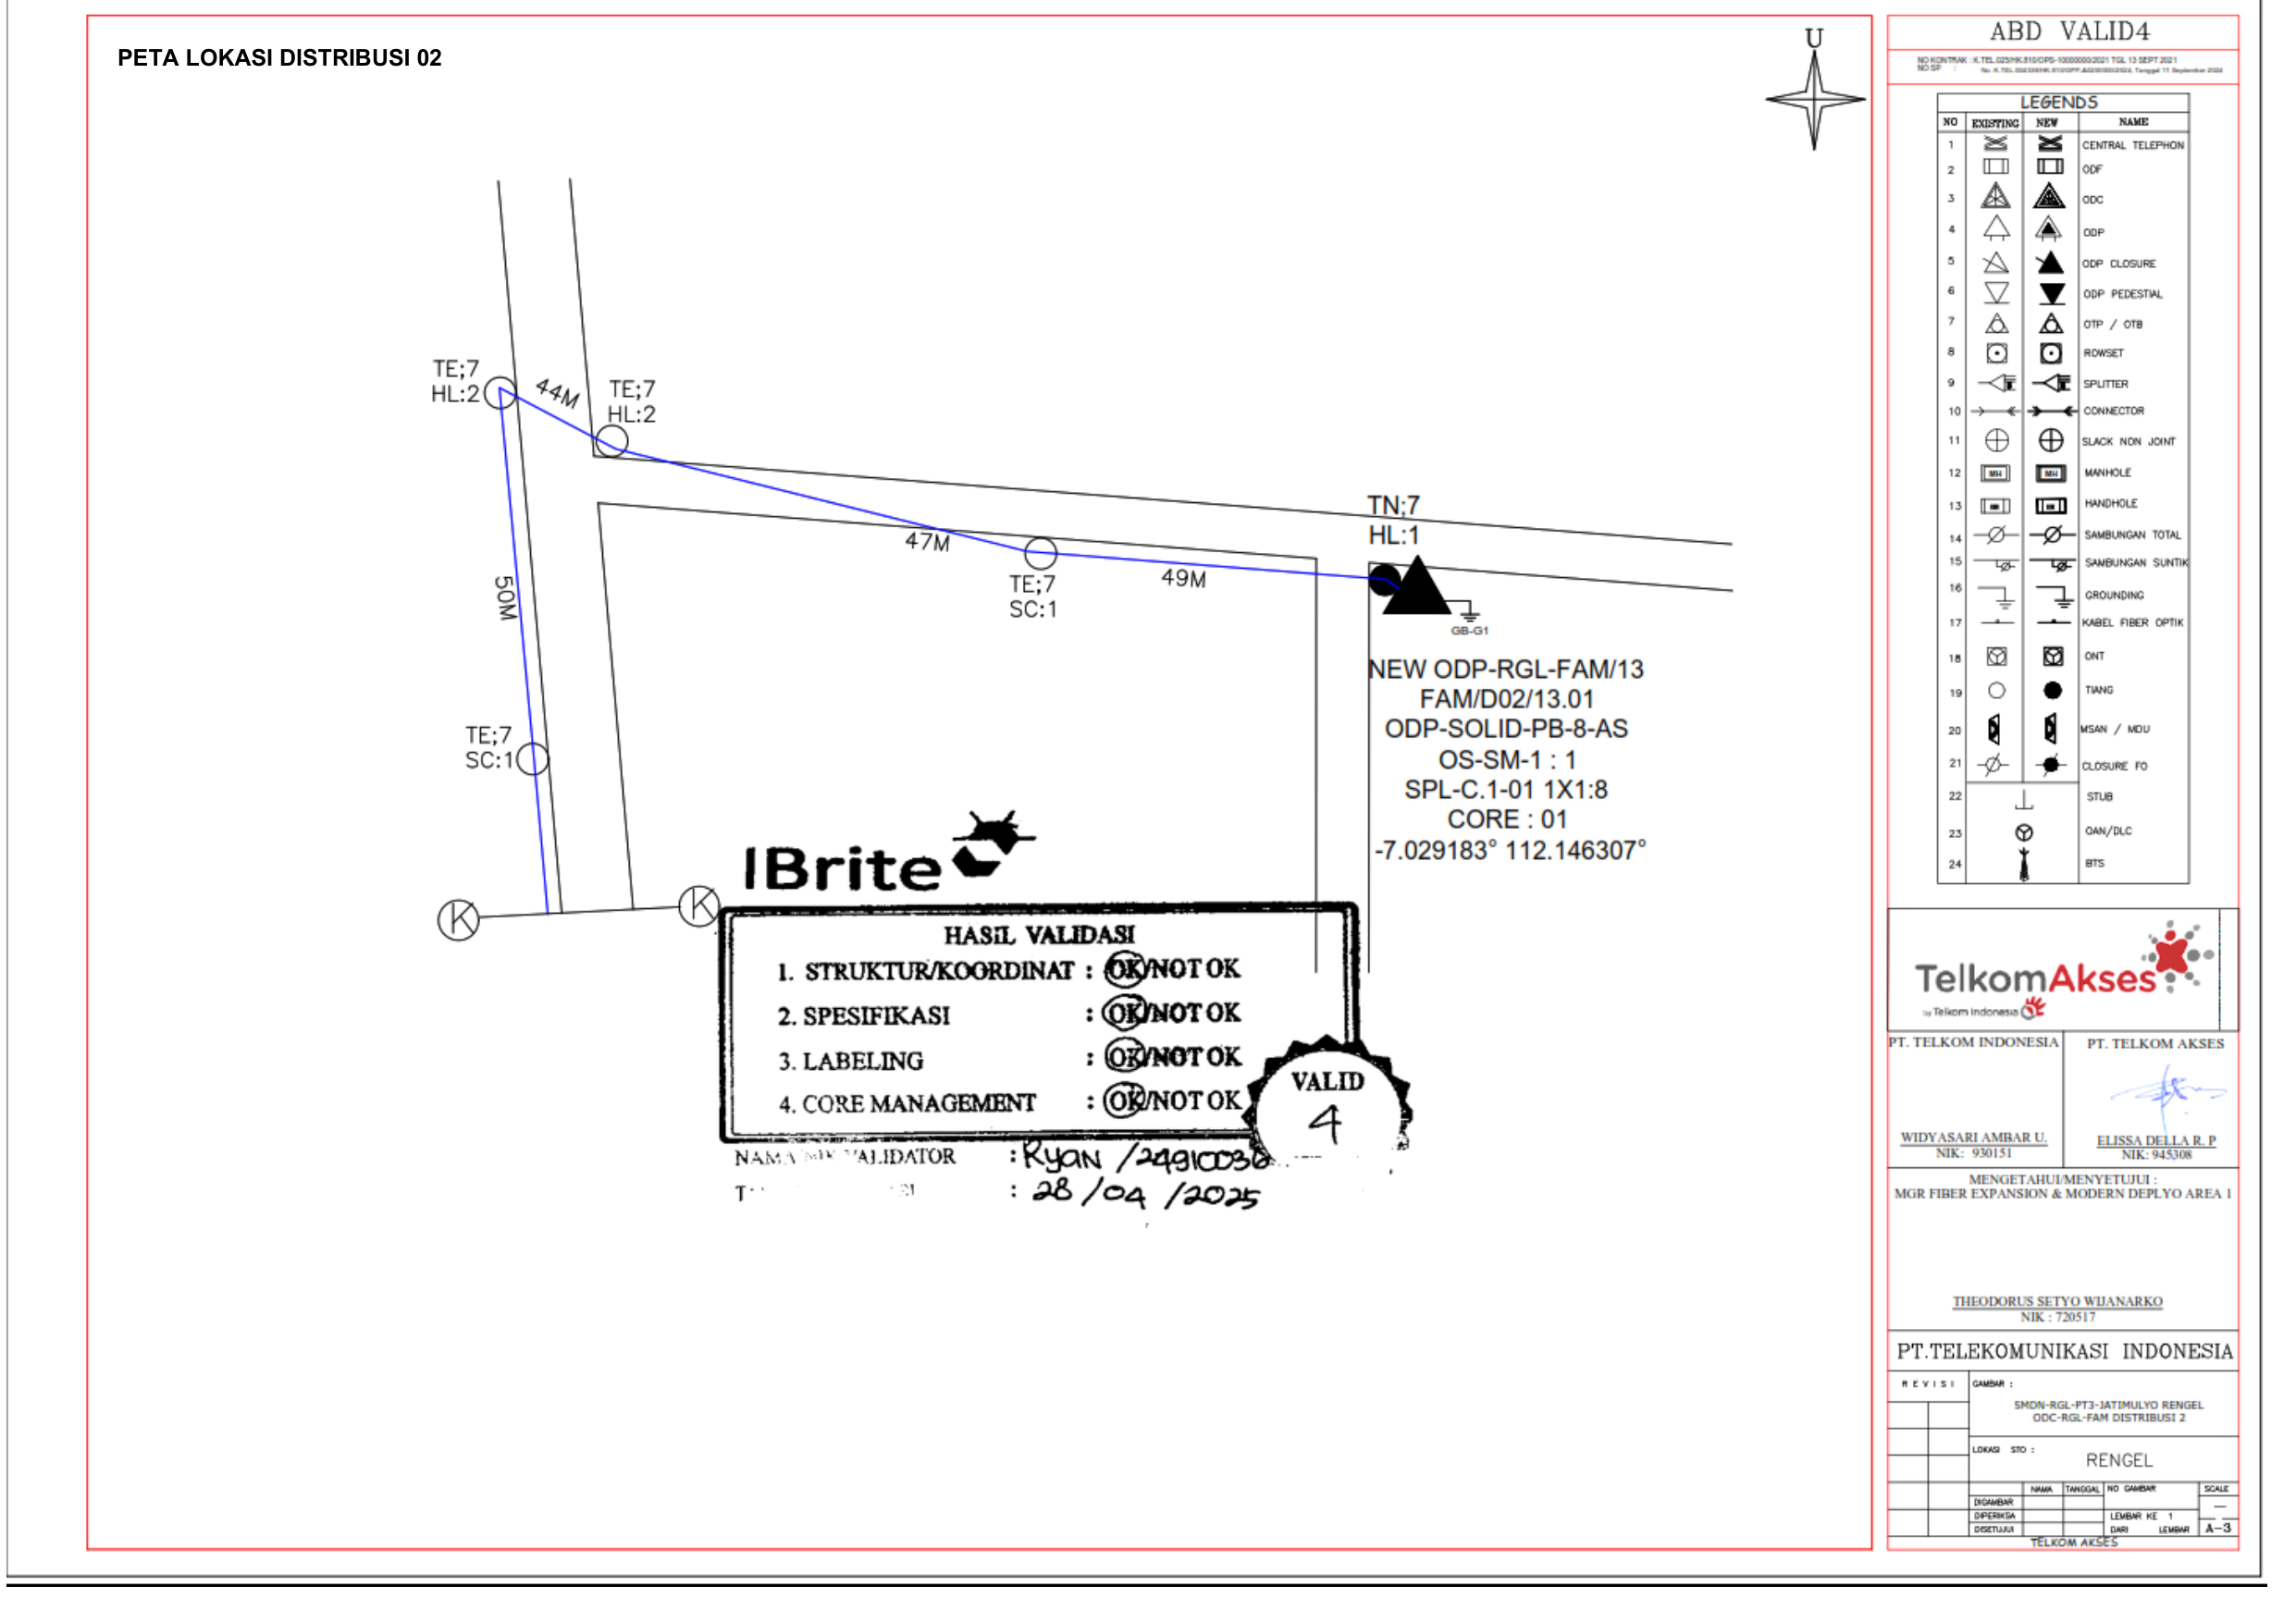 PETA LOKASI DISTRIBUSI 02
U
TE;7
HL:2
44M
TE;7
HL:2
47M
TE;7
SC:1
49M
TN;7
HL:1
GB-G1
50M
TE;7
SC:1
NEW ODP-RGL-FAM/13
FAM/D02/13.01
ODP-SOLID-PB-8-AS
OS-SM-1 : 1
SPL-C.1-01 1X1:8
CORE : 01
-7.029183° 112.146307°
K
K
IBrite
HASIL VALIDASI
1. STRUKTUR/KOORDINAT : OK/NOT OK
2. SPESIFIKASI : OK/NOT OK
3. LABELING : OK/NOT OK
4. CORE MANAGEMENT : OK/NOT OK
VALID
4
NAMA VALIDATOR : Ryan /
: 28/04/2025
ABD VALID4
NO KONTRAK : K.TEL.025/HK.810/OPS-10000000/2021 TGL 13 SEPT 2021
NO SP : Tanggal 11 September 2024
LEGENDS
NO EXISTING NEW NAME
1 CENTRAL TELEPHON
2 ODF
3 ODC
4 ODP
5 ODP CLOSURE
6 ODP PEDESTIAL
7 OTP / OTB
8 ROWSET
9 SPLITTER
10 CONNECTOR
11 SLACK NON JOINT
12 MH MH MANHOLE
13 HANDHOLE
14 SAMBUNGAN TOTAL
15 SAMBUNGAN SUNTIK
16 GROUNDING
17 KABEL FIBER OPTIK
18 ONT
19 TIANG
20 MSAN / MDU
21 CLOSURE FO
22 STUB
23 OAN/DLC
24 BTS
TelkomAkses
by Telkom Indonesia
PT. TELKOM INDONESIA
WIDYASARI AMBAR U.
NIK: 930151
PT. TELKOM AKSES
ELISSA DELLA R. P
NIK: 945308
MENGETAHUI/MENYETUJUI :
MGR FIBER EXPANSION & MODERN DEPLYO AREA 1
THEODORUS SETYO WIJANARKO
NIK : 720517
PT.TELEKOMUNIKASI INDONESIA
REVISI
GAMBAR :
SMDN-RGL-PT3-JATIMULYO RENGEL
ODC-RGL-FAM DISTRIBUSI 2
LOKASI STO :
RENGEL
NAMA TANGGAL NO GAMBAR SCALE
DIGAMBAR
DIPERIKSA LEMBAR KE 1
DISETUJUI DARI LEMBAR A-3
TELKOM AKSES